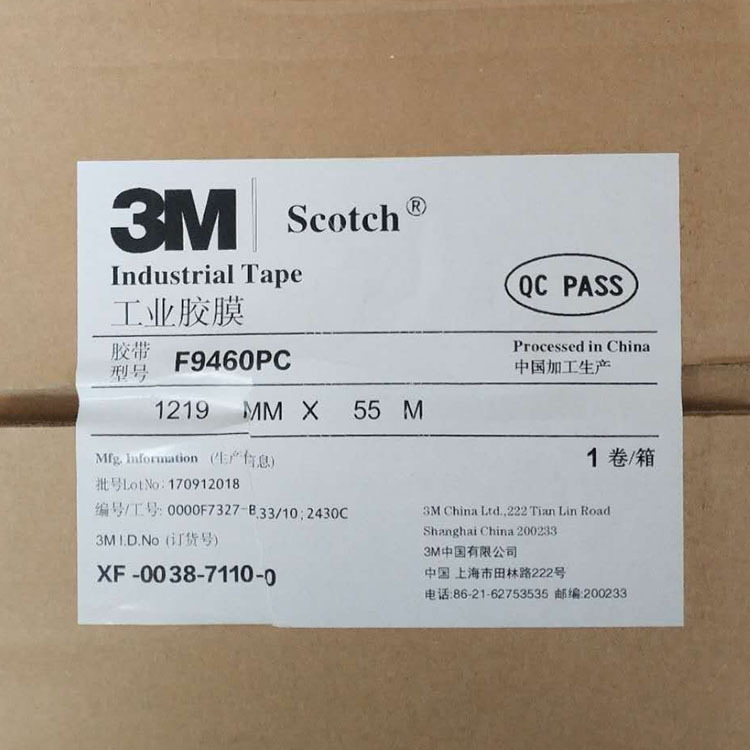 3M Scotch®
Industrial Tape
工业胶膜
QC PASS
胶带
型号 F9460PC
Processed in China
中国加工生产
1219 MM X 55 M
Mfg. Information (生产信息)
1 卷/箱
批号LotNo: 170912018
编号/工号: 0000F7327-B.33/10; 2430C
3M I.D.No (订货号)
XF -0038-7110-0
3M China Ltd.,222 Tian Lin Road
Shanghai China 200233
3M中国有限公司
中国 上海市田林路222号
电话:86-21-62753535 邮编:200233